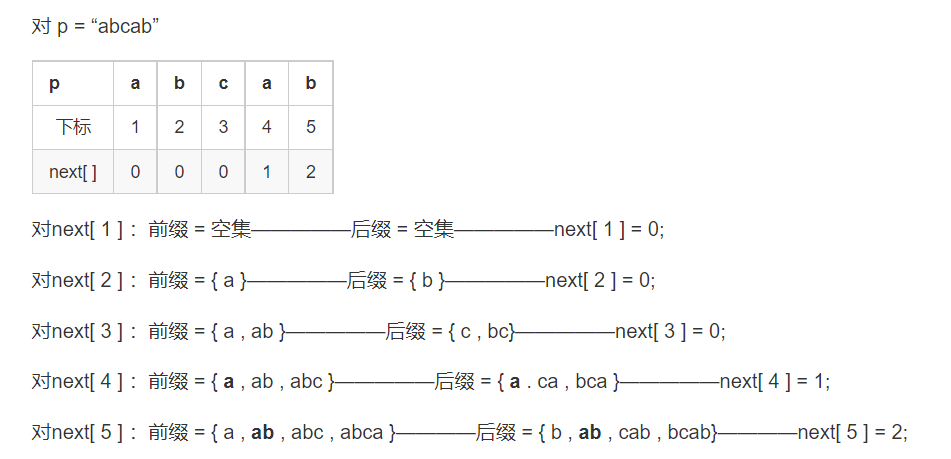 对 p = “abcab”
p a b c a b
下标 1 2 3 4 5
next[ ] 0 0 0 1 2
对next[ 1 ] ：前缀 = 空集—————后缀 = 空集—————next[ 1 ] = 0;
对next[ 2 ] ：前缀 = { a }—————后缀 = { b }—————next[ 2 ] = 0;
对next[ 3 ] ：前缀 = { a , ab }—————后缀 = { c , bc}—————next[ 3 ] = 0;
对next[ 4 ] ：前缀 = { a , ab , abc }—————后缀 = { a . ca , bca }—————next[ 4 ] = 1;
对next[ 5 ] ：前缀 = { a , ab , abc , abca }————后缀 = { b , ab , cab , bcab}————next[ 5 ] = 2;